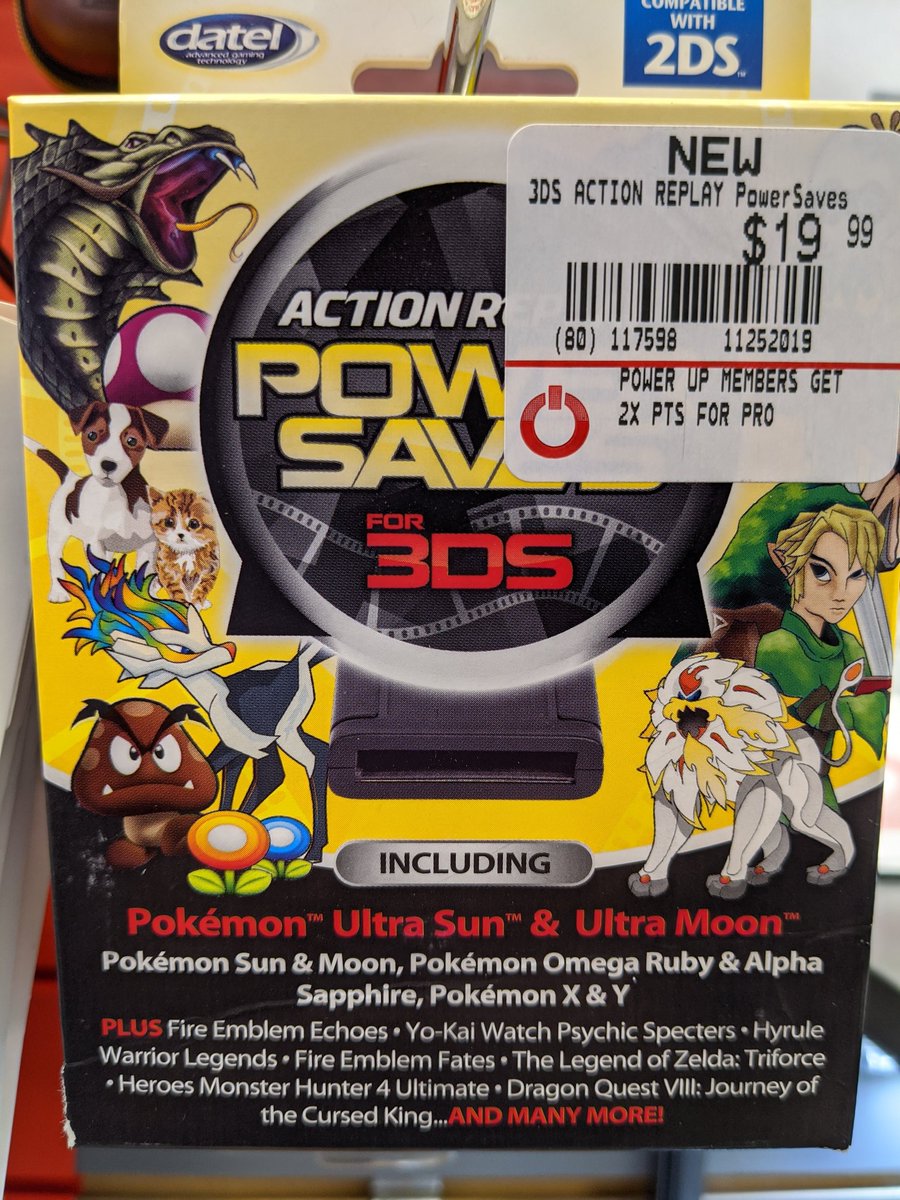 datel
advanced gaming
technology
COMPATIBLE
WITH
2DS™
NEW
3DS ACTION REPLAY PowerSaves
$19 99
(80) 117598 11252019
POWER UP MEMBERS GET
2X PTS FOR PRO
ACTION RE
POW
SAV
FOR
3DS
INCLUDING
Pokémon™ Ultra Sun™ & Ultra Moon™
Pokémon Sun & Moon, Pokémon Omega Ruby & Alpha
Sapphire, Pokémon X & Y
PLUS Fire Emblem Echoes • Yo-Kai Watch Psychic Specters • Hyrule
Warrior Legends • Fire Emblem Fates • The Legend of Zelda: Triforce
• Heroes Monster Hunter 4 Ultimate • Dragon Quest VIII: Journey of
the Cursed King...AND MANY MORE!